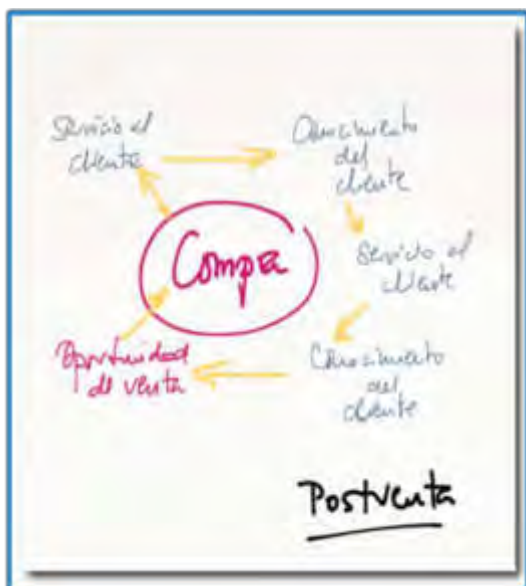 Servicio al
cliente
Conocimiento
del
cliente
Compra
Servicio al
cliente
Oportunidad
de venta
Conocimiento
del
cliente
Postventa